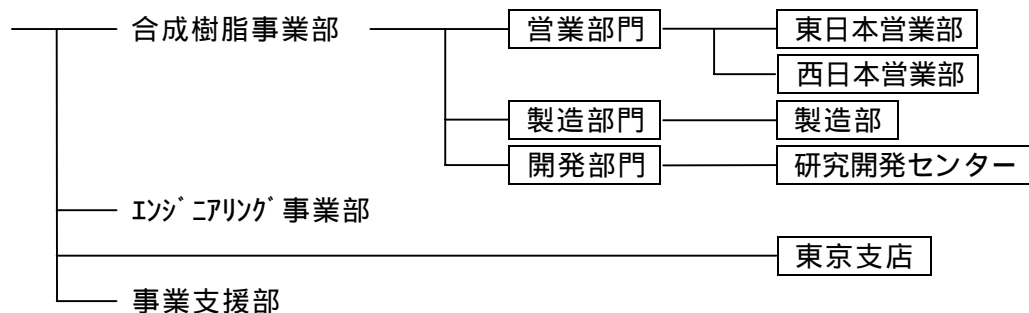 合成樹脂事業部 営業部門 東日本営業部
西日本営業部
製造部門 製造部
開発部門 研究開発センター
ｴﾝｼﾞﾆｱﾘﾝｸﾞ事業部
東京支店
事業支援部